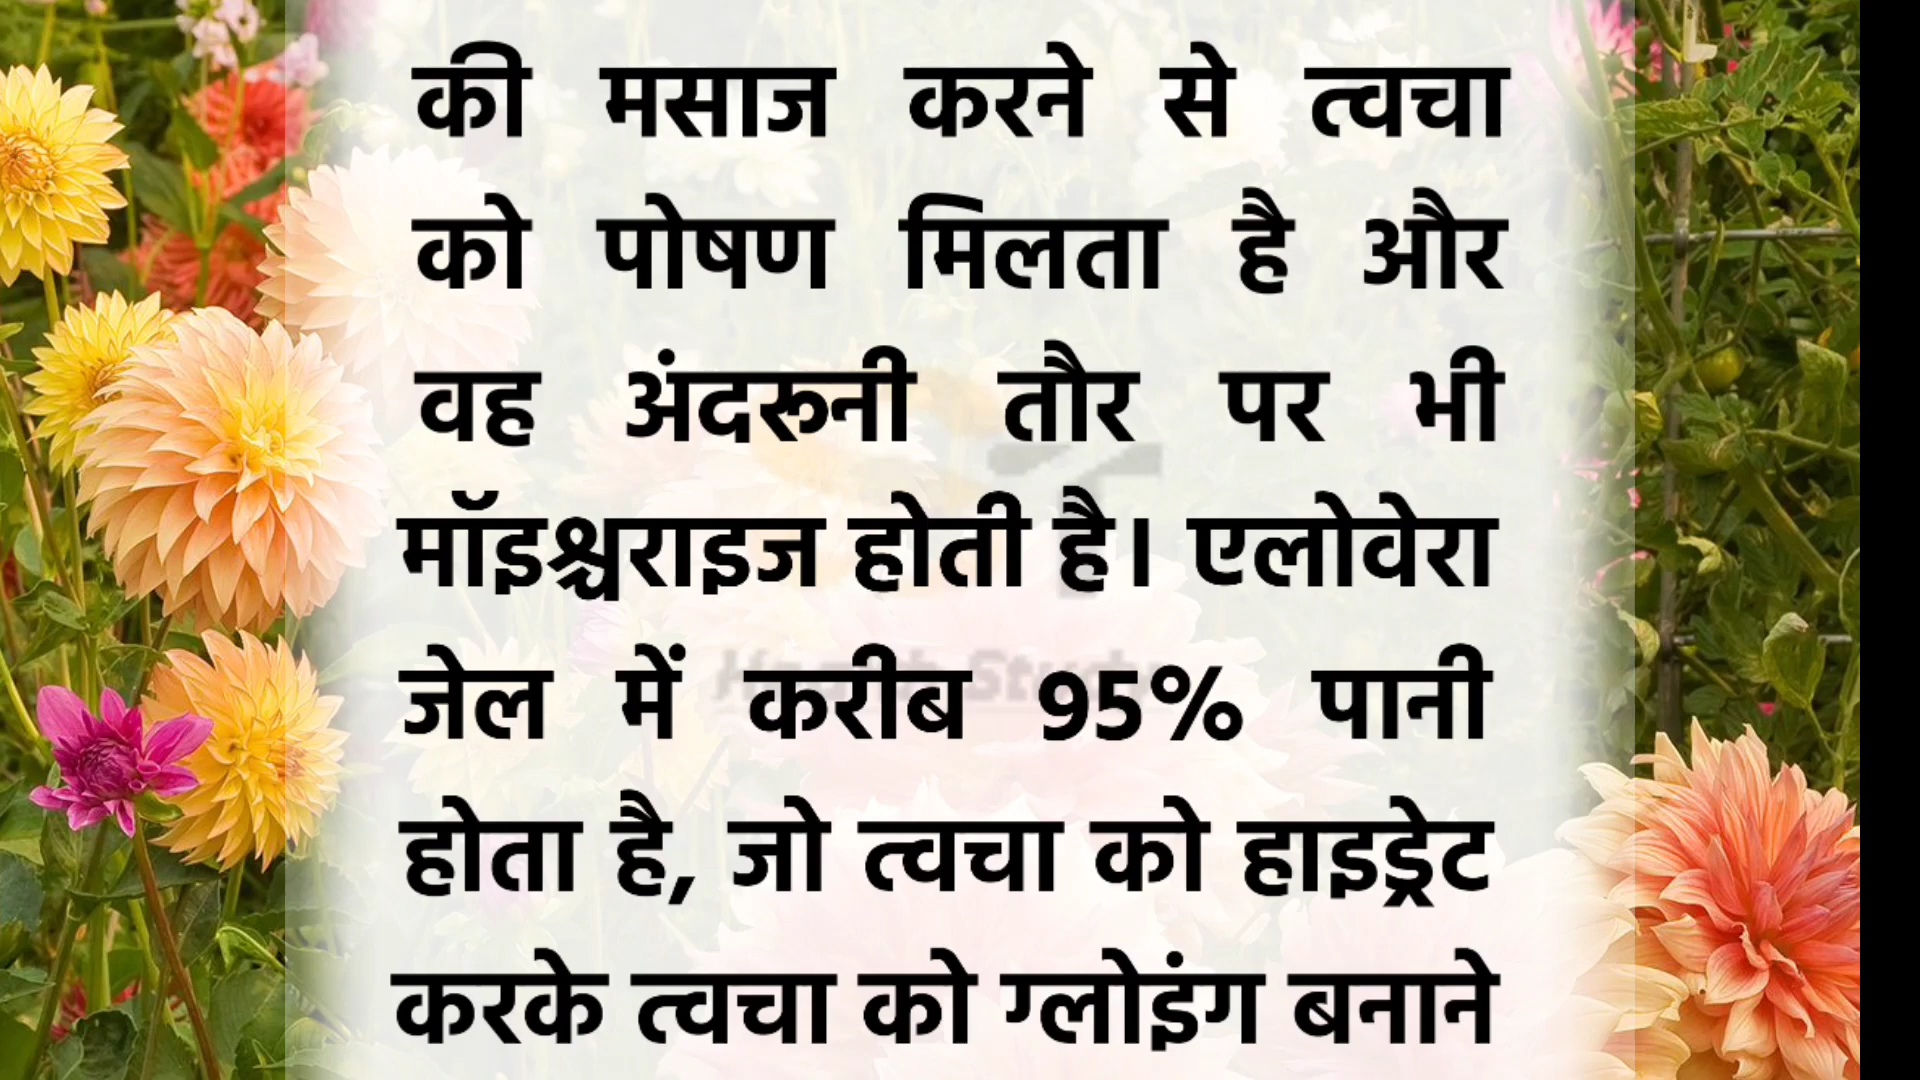 की मसाज करने से त्वचा
को पोषण मिलता है और
वह अंदरूनी तौर पर भी
मॉइश्चराइज होती है। एलोवेरा
जेल में करीब 95% पानी
होता है, जो त्वचा को हाइड्रेट
करके त्वचा को ग्लोइंग बनाने